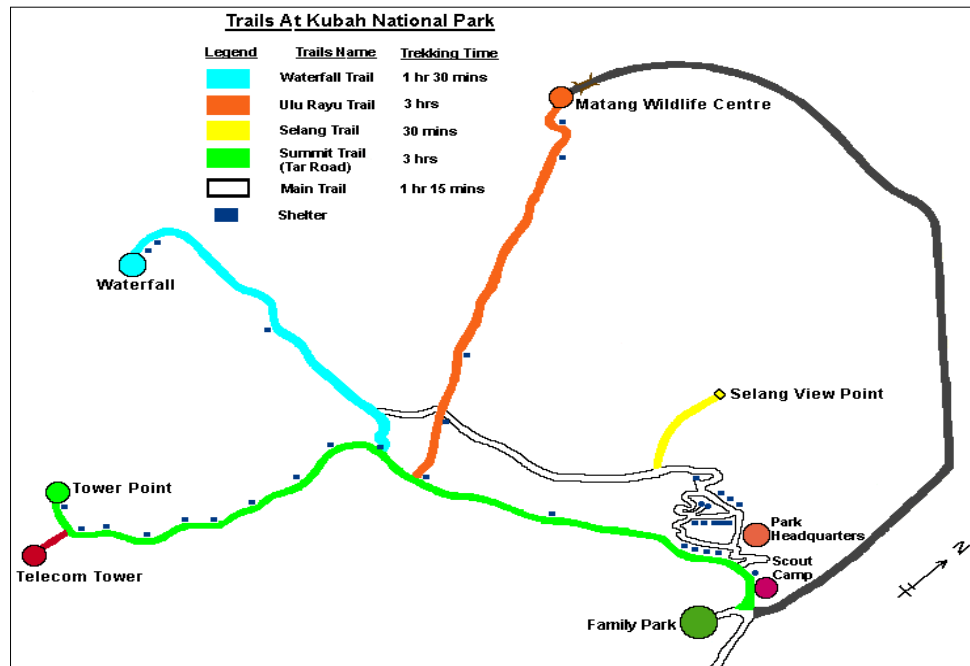 Trails At Kubah National Park
Legend Trails Name Trekking Time
Waterfall Trail 1 hr 30 mins
Ulu Rayu Trail 3 hrs
Selang Trail 30 mins
Summit Trail 3 hrs
(Tar Road)
Main Trail 1 hr 15 mins
Shelter
Matang Wildlife Centre
Waterfall
Selang View Point
Tower Point
Park
Headquarters
Telecom Tower
Scout
Camp
Family Park
N